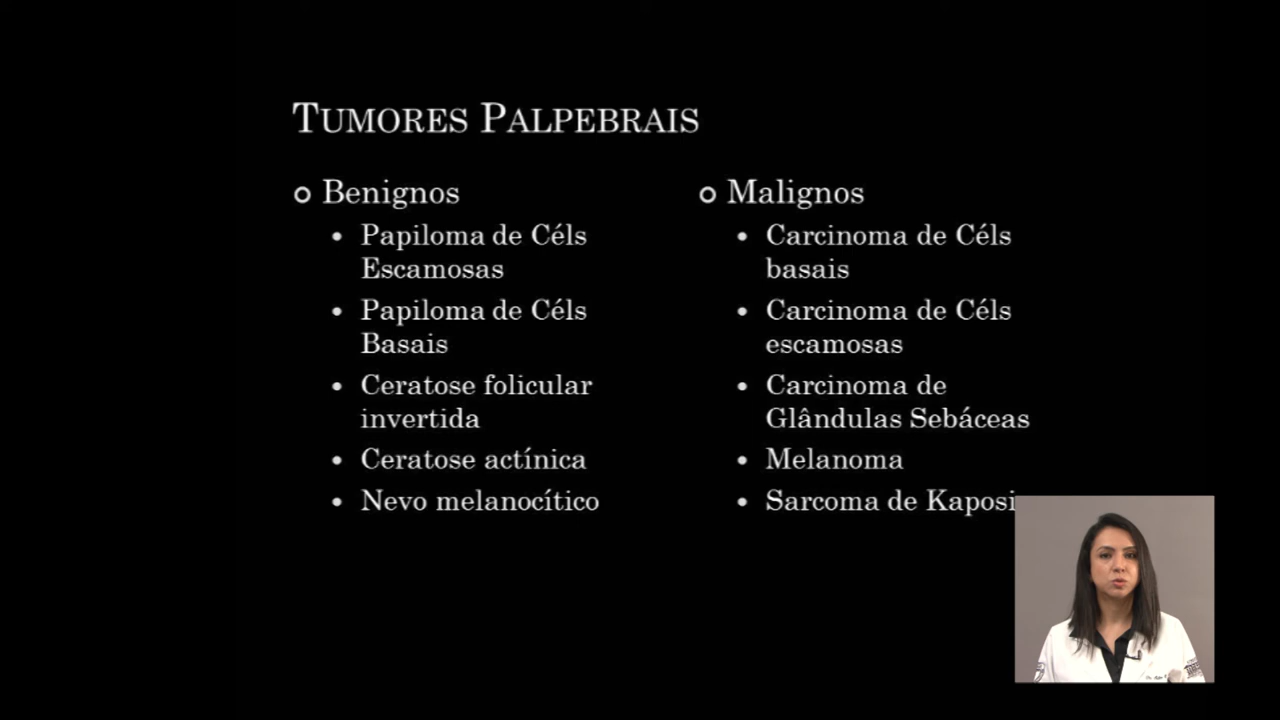 Tumores Palpebrais
Benignos
Papiloma de Céls
Escamosas
Papiloma de Céls
Basais
Ceratose folicular
invertida
Ceratose actínica
Nevo melanocítico
Malignos
Carcinoma de Céls
basais
Carcinoma de Céls
escamosas
Carcinoma de
Glândulas Sebáceas
Melanoma
Sarcoma de Kaposi